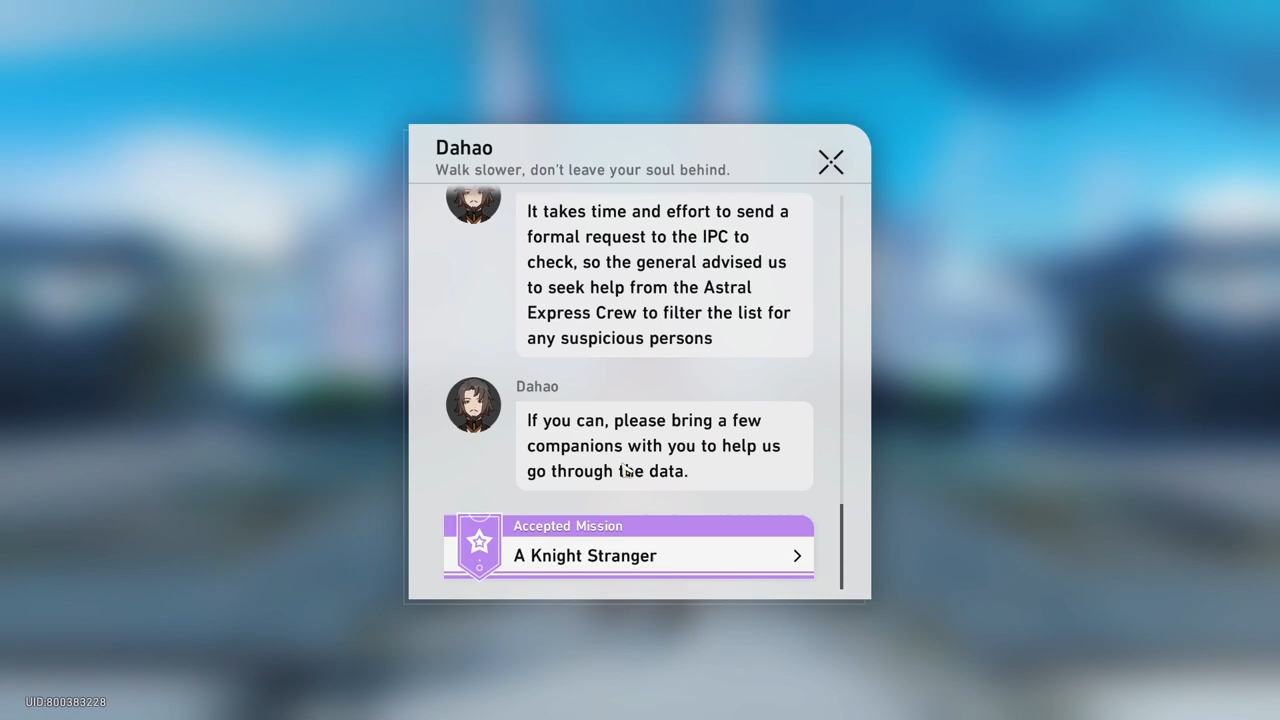 Dahao
Walk slower, don't leave your soul behind.
It takes time and effort to send a
formal request to the IPC to
check, so the general advised us
to seek help from the Astral
Express Crew to filter the list for
any suspicious persons
Dahao
If you can, please bring a few
companions with you to help us
go through the data.
Accepted Mission
A Knight Stranger
UID:800383228